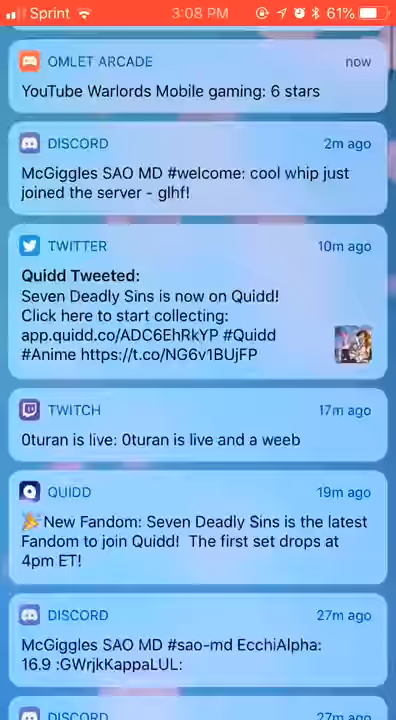 Sprint 3:08 PM 61%
OMLET ARCADE now
YouTube Warlords Mobile gaming: 6 stars
DISCORD 2m ago
McGiggles SAO MD #welcome: cool whip just
joined the server - glhf!
TWITTER 10m ago
Quidd Tweeted:
Seven Deadly Sins is now on Quidd!
Click here to start collecting:
app.quidd.co/ADC6EhRkYP #Quidd
#Anime https://t.co/NG6v1BUjFP
TWITCH 17m ago
0turan is live: 0turan is live and a weeb
QUIDD 19m ago
🎉New Fandom: Seven Deadly Sins is the latest
Fandom to join Quidd! The first set drops at
4pm ET!
DISCORD 27m ago
McGiggles SAO MD #sao-md EcchiAlpha:
16.9 :GWrjkKappaLUL:
DISCORD 27m ago